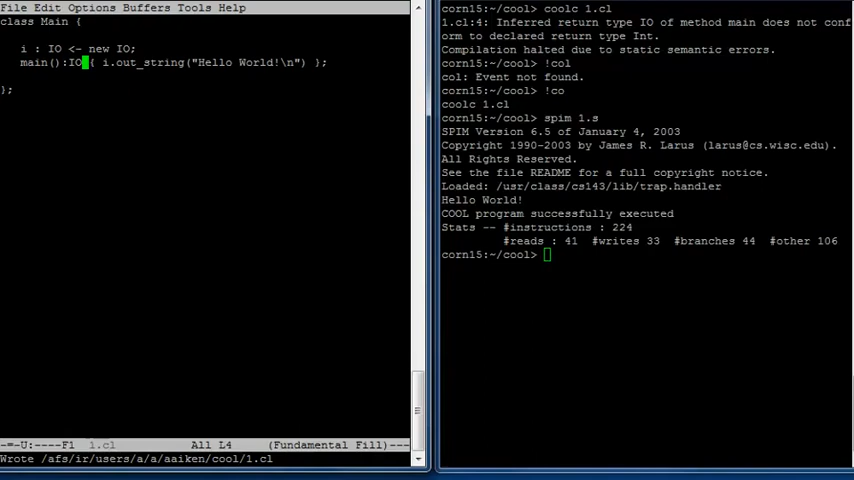 File Edit Options Buffers Tools Help
class Main {
i : IO <- new IO;
main():IO { i.out_string("Hello World!\n") };
};
-=-U:----F1  1.cl          All L4     (Fundamental Fill)---
Wrote /afs/ir/users/a/a/aaiken/cool/1.cl
corn15:~/cool> coolc 1.cl
1.cl:4: Inferred return type IO of method main does not conf
orm to declared return type Int.
Compilation halted due to static semantic errors.
corn15:~/cool> !col
col: Event not found.
corn15:~/cool> !co
coolc 1.cl
corn15:~/cool> spim 1.s
SPIM Version 6.5 of January 4, 2003
Copyright 1990-2003 by James R. Larus (larus@cs.wisc.edu).
All Rights Reserved.
See the file README for a full copyright notice.
Loaded: /usr/class/cs143/lib/trap.handler
Hello World!
COOL program successfully executed
Stats -- #instructions : 224
#reads : 41  #writes 33  #branches 44  #other 106
corn15:~/cool>